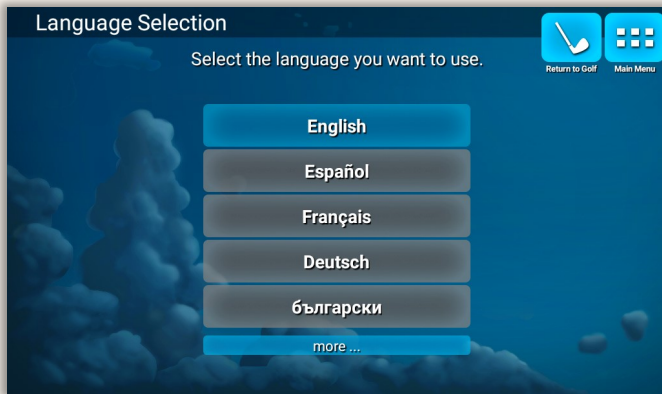 Language Selection
Select the language you want to use.
Return to Golf
Main Menu
English
Español
Français
Deutsch
български
more ...